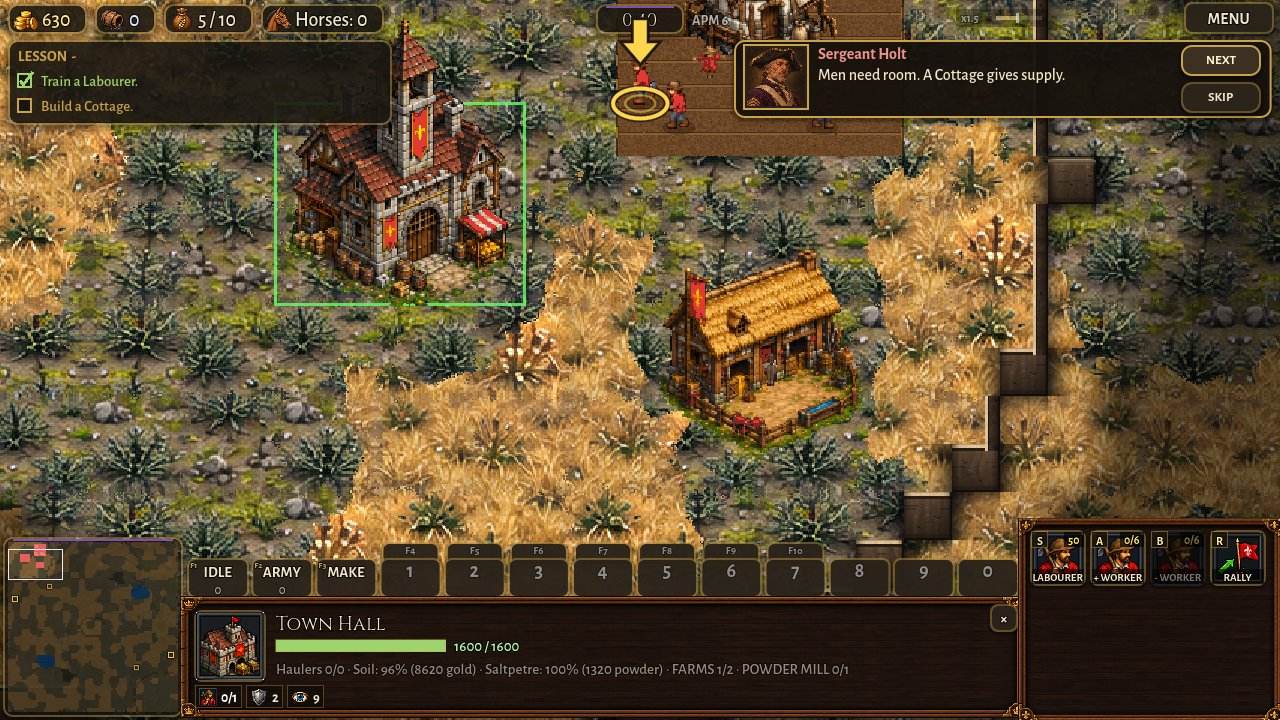 630
0
5 / 10
Horses: 0
APM 6
x1.5
MENU
LESSON -
Train a Labourer.
Build a Cottage.
Sergeant Holt
Men need room. A Cottage gives supply.
NEXT
SKIP
F1 IDLE 0
F2 ARMY 0
F3 MAKE
F4 1
F5 2
F6 3
F7 4
F8 5
F9 6
F10 7
8
9
0
TOWN HALL
1600 / 1600
Haulers 0/0 · Soil: 96% (8620 gold) · Saltpetre: 100% (1320 powder) · FARMS 1/2 · POWDER MILL 0/1
0/1
2
9
×
S 50 LABOURER
A 0/6 + WORKER
B 0/6 - WORKER
R RALLY